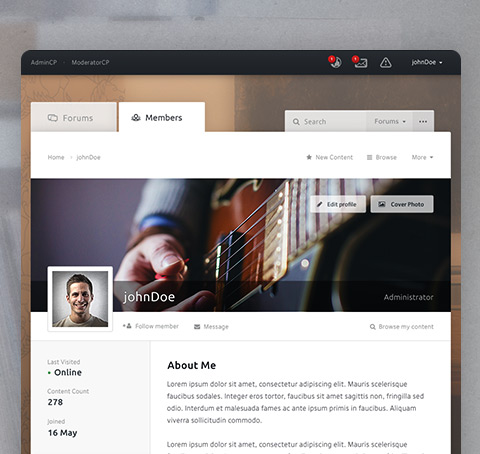 AdminCP
ModeratorCP
1
1
johnDoe
Forums
Members
Search
Forums
Home
johnDoe
New Content
Browse
More
Edit profile
Cover Photo
johnDoe
Administrator
Follow member
Message
Browse my content
Last Visited
Online
Content Count
278
Joined
16 May
About Me
Lorem ipsum dolor sit amet, consectetur adipiscing elit. Mauris scelerisque
faucibus sodales. Integer eros tortor, faucibus sit amet sagittis non, fringilla sed
odio. Interdum et malesuada fames ac ante ipsum primis in faucibus. Aliquam
viverra sollicitudin commodo.
Lorem ipsum dolor sit amet, consectetur adipiscing elit. Mauris scelerisque